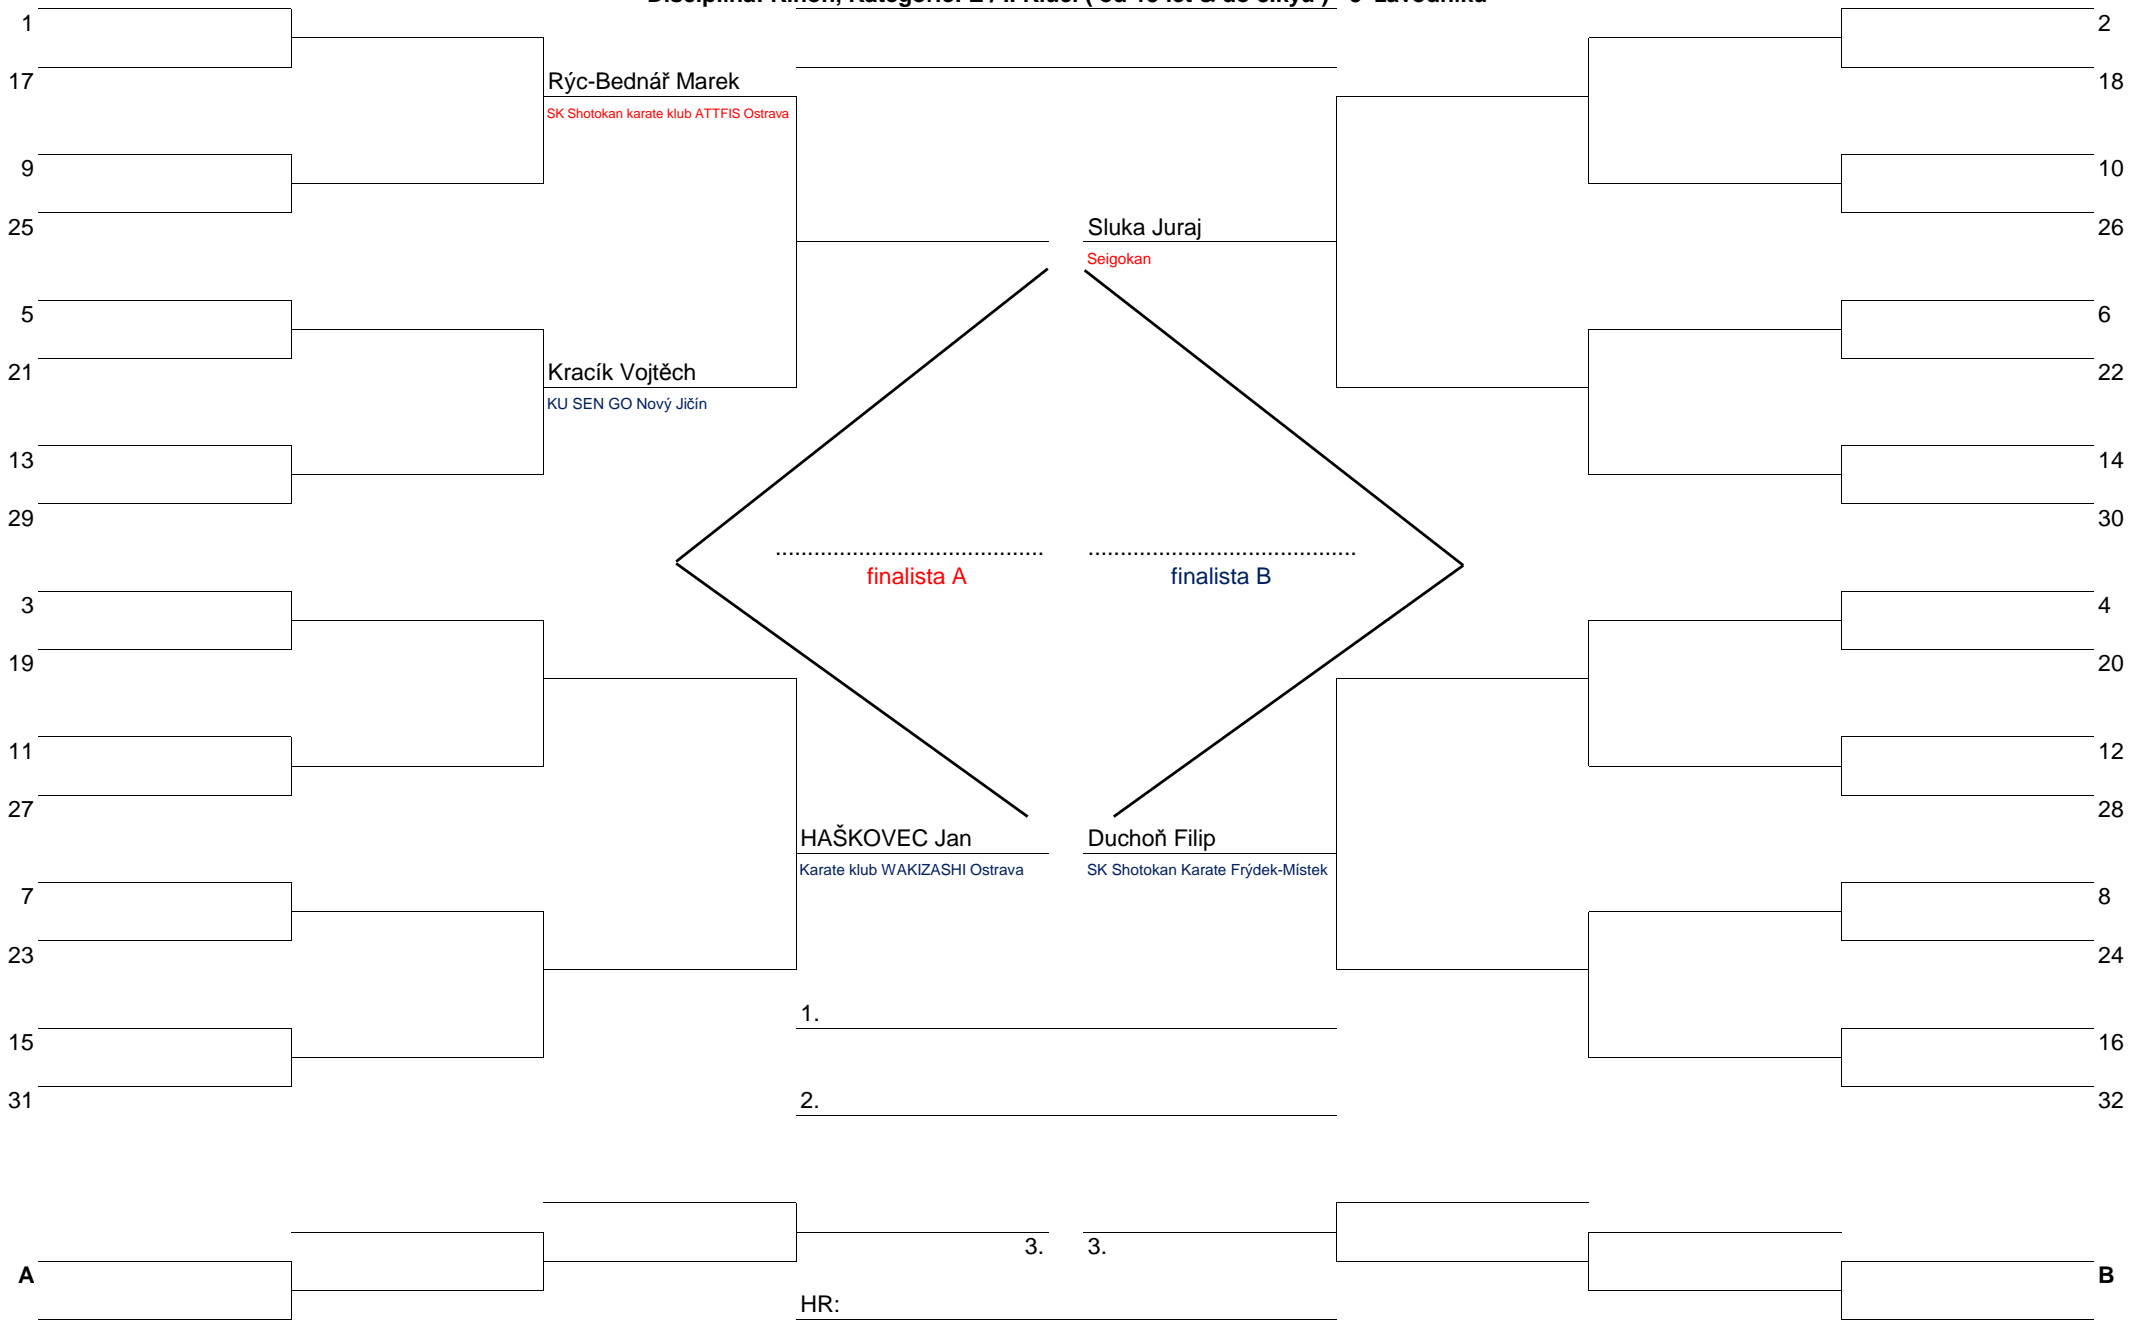 1
2
17
Rýc-Bednář Marek
18
SK Shotokan karate klub ATTFIS Ostrava
9
10
25
Sluka Juraj
26
Seigokan
5
6
21
Kracík Vojtěch
22
KU SEN GO Nový Jičín
13
14
29
30
.......................................... ..........................................
finalista A
finalista B
3
4
19
20
11
12
27
28
HAŠKOVEC Jan
Duchoň Filip
Karate klub WAKIZASHI Ostrava
SK Shotokan Karate Frýdek-Místek
7
8
23
24
1.
15
16
31
2.
32
3.
3.
A
B
HR: